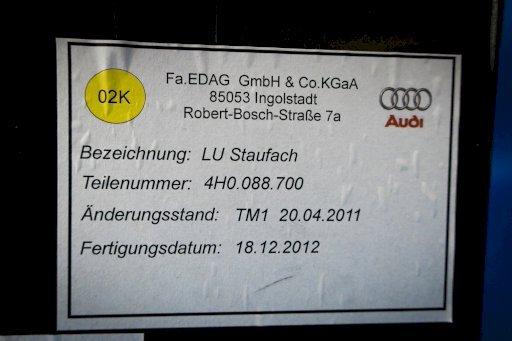 02K
Fa.EDAG GmbH & Co.KGaA
85053 Ingolstadt
Robert-Bosch-Straße 7a
Audi
Bezeichnung: LU Staufach
Teilenummer: 4H0.088.700
Änderungsstand: TM1 20.04.2011
Fertigungsdatum: 18.12.2012